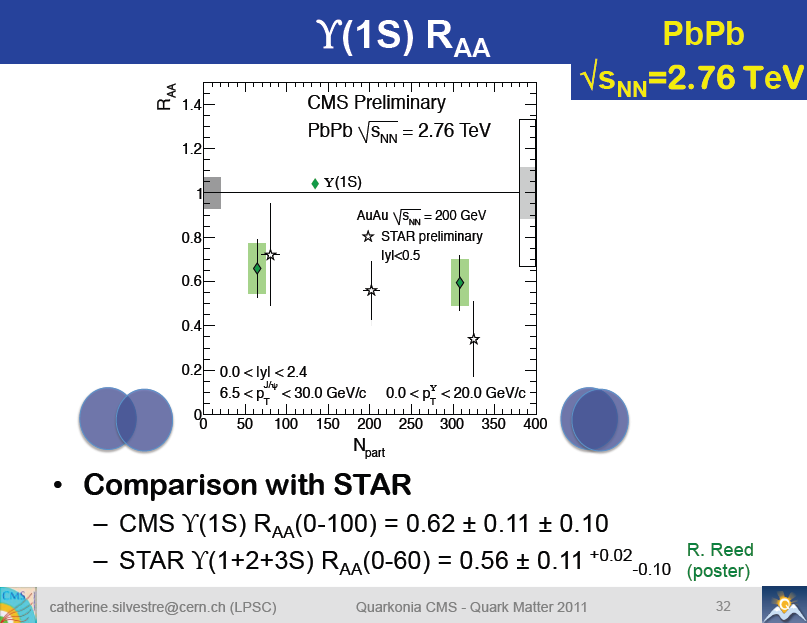 ϒ(1S) RAA
PbPb
√sNN=2.76 TeV
RAA
CMS Preliminary
PbPb √sNN = 2.76 TeV
ϒ(1S)
AuAu √sNN = 200 GeV
STAR preliminary
|y|<0.5
1.4
1.2
1
0.8
0.6
0.4
0.2
0
0.0 < |y| < 2.4
6.5 < pT^J/ψ < 30.0 GeV/c 0.0 < pT^ϒ < 20.0 GeV/c
0 50 100 150 200 250 300 350 400
Npart
• Comparison with STAR
– CMS ϒ(1S) RAA(0-100) = 0.62 ± 0.11 ± 0.10
– STAR ϒ(1+2+3S) RAA(0-60) = 0.56 ± 0.11 +0.02 -0.10
R. Reed
(poster)
CMS
catherine.silvestre@cern.ch (LPSC) Quarkonia CMS - Quark Matter 2011 32